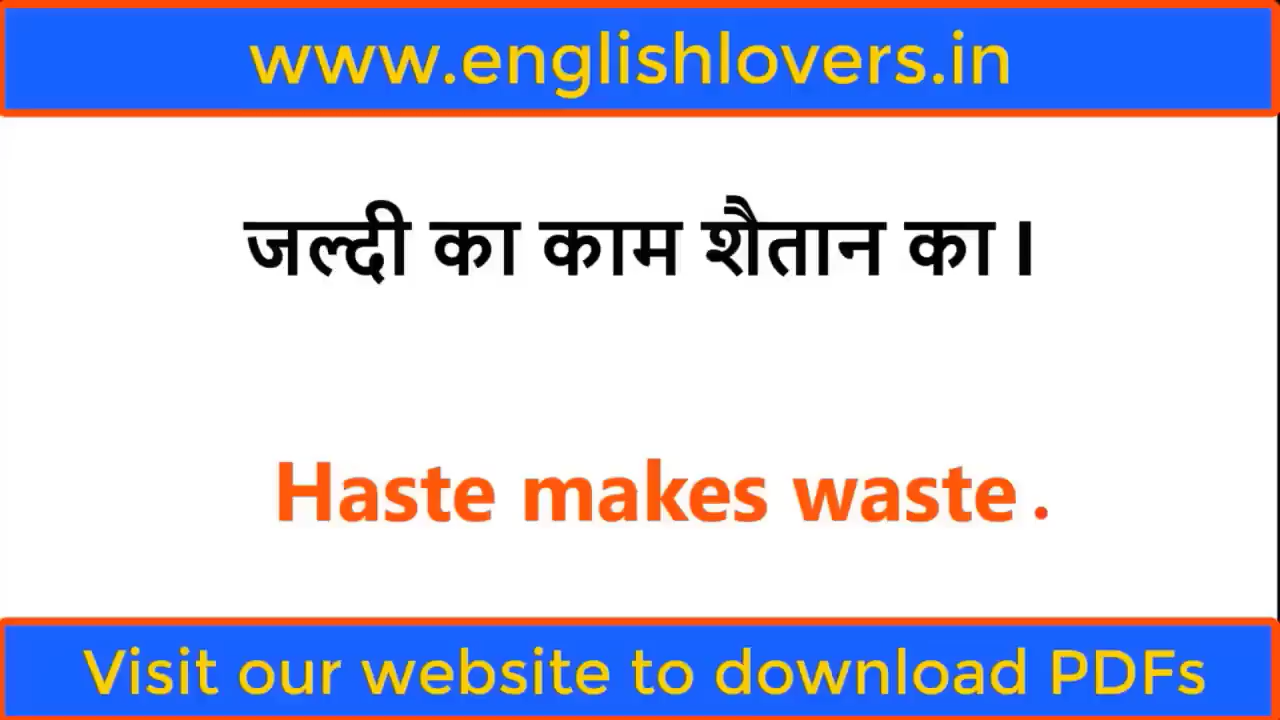 www.englishlovers.in
जल्दी का काम शैतान का ।
Haste makes waste .
Visit our website to download PDFs